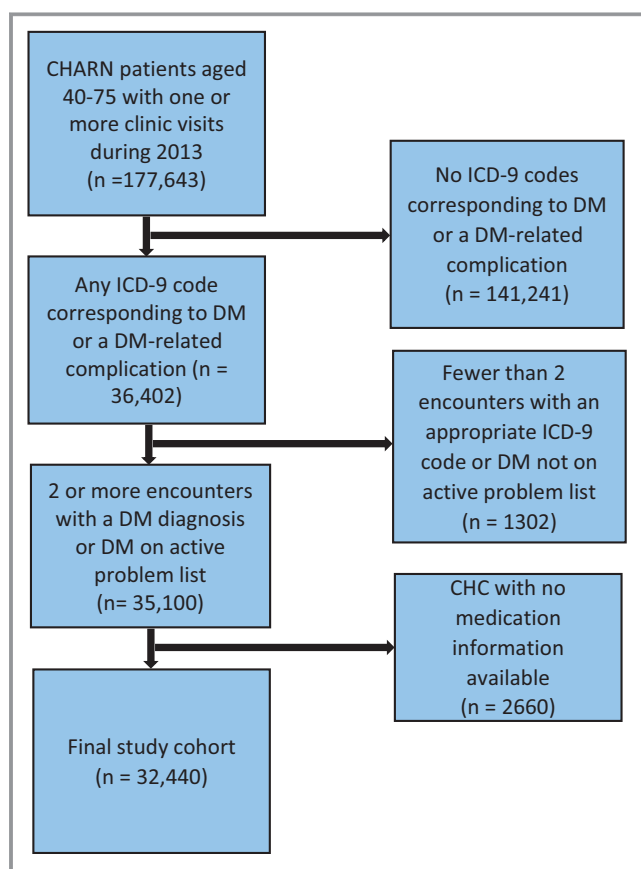 CHARN patients aged
40-75 with one or
more clinic visits
during 2013
(n =177,643)
No ICD-9 codes
corresponding to DM
or a DM-related
complication
(n = 141,241)
Any ICD-9 code
corresponding to DM
or a DM-related
complication (n =
36,402)
Fewer than 2
encounters with an
appropriate ICD-9
code or DM not on
active problem list
(n = 1302)
2 or more encounters
with a DM diagnosis
or DM on active
problem list
(n= 35,100)
CHC with no
medication
information
available
(n = 2660)
Final study cohort
(n = 32,440)